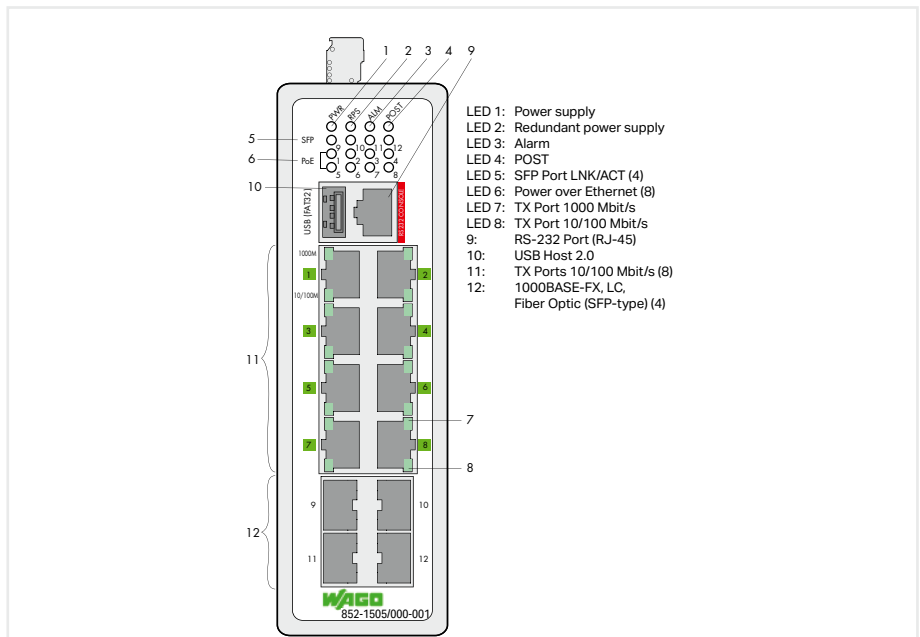 1 2 3 4 9
PWR RPS ALM POST
5 SFP
9 10 11 12
6 PoE
1 2 3 4
5 6 7 8
10
USB (FAT32)
RS 232 CONSOLE
1000M
1 2
10/100M
3 4
11
5 6
7
7 8
8
9 10
12
11 12
WAGO
852-1505/000-001
LED 1: Power supply
LED 2: Redundant power supply
LED 3: Alarm
LED 4: POST
LED 5: SFP Port LNK/ACT (4)
LED 6: Power over Ethernet (8)
LED 7: TX Port 1000 Mbit/s
LED 8: TX Port 10/100 Mbit/s
9: RS-232 Port (RJ-45)
10: USB Host 2.0
11: TX Ports 10/100 Mbit/s (8)
12: 1000BASE-FX, LC,
Fiber Optic (SFP-type) (4)